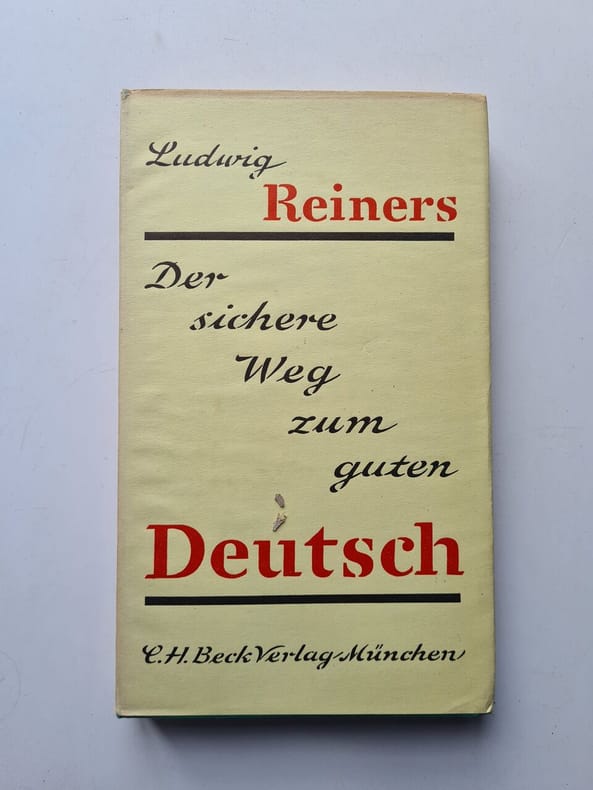 Ludwig
Reiners
Der
sichere
Weg
zum
guten
Deutsch
C.H. Beck Verlag München